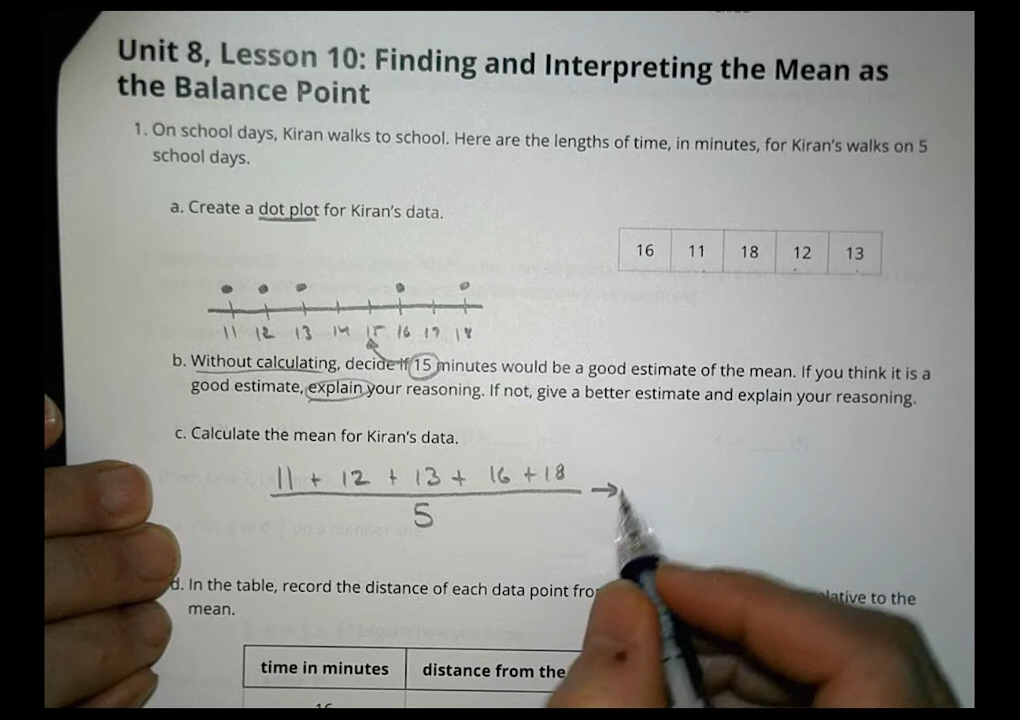 Unit 8, Lesson 10: Finding and Interpreting the Mean as
the Balance Point
1. On school days, Kiran walks to school. Here are the lengths of time, in minutes, for Kiran's walks on 5
school days.
a. Create a dot plot for Kiran's data.
16 11 18 12 13
11 12 13 14 15 16 17 18
b. Without calculating, decide if 15 minutes would be a good estimate of the mean. If you think it is a
good estimate, explain your reasoning. If not, give a better estimate and explain your reasoning.
c. Calculate the mean for Kiran's data.
11 + 12 + 13 + 16 + 18 →
5
d. In the table, record the distance of each data point to the
mean.
time in minutes distance from the
16